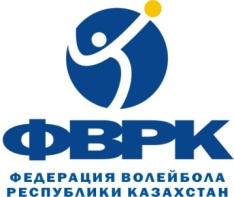 ФВРК
ФЕДЕРАЦИЯ ВОЛЕЙБОЛА
РЕСПУБЛИКИ КАЗАХСТАН